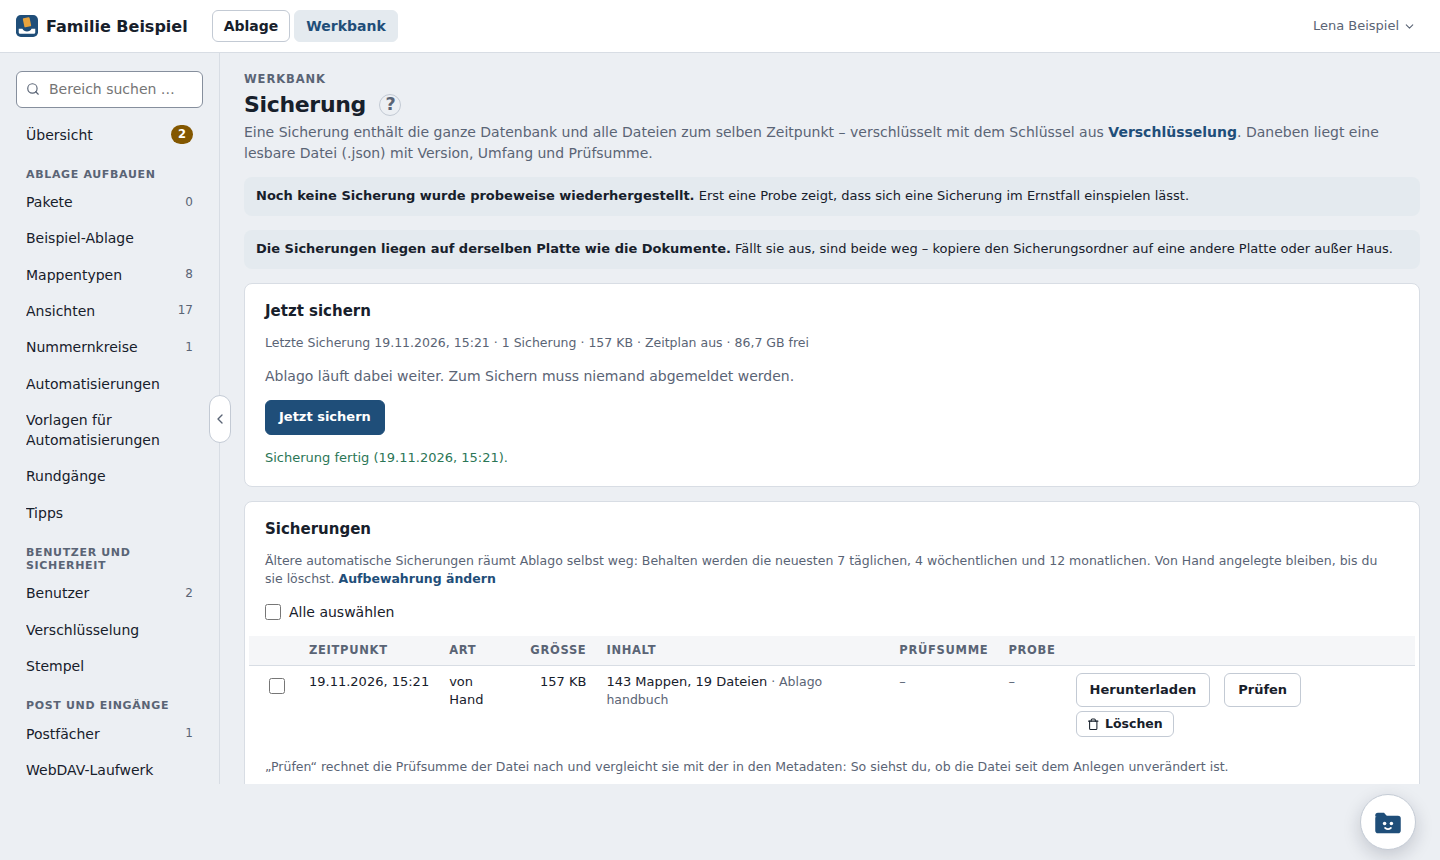 Familie Beispiel
Ablage
Werkbank
Lena Beispiel
Bereich suchen …
Übersicht 2
ABLAGE AUFBAUEN
Pakete 0
Beispiel-Ablage
Mappentypen 8
Ansichten 17
Nummernkreise 1
Automatisierungen
Vorlagen für
Automatisierungen
Rundgänge
Tipps
BENUTZER UND
SICHERHEIT
Benutzer 2
Verschlüsselung
Stempel
POST UND EINGÄNGE
Postfächer 1
WebDAV-Laufwerk
WERKBANK
Sicherung ?
Eine Sicherung enthält die ganze Datenbank und alle Dateien zum selben Zeitpunkt – verschlüsselt mit dem Schlüssel aus Verschlüsselung. Daneben liegt eine
lesbare Datei (.json) mit Version, Umfang und Prüfsumme.
Noch keine Sicherung wurde probeweise wiederhergestellt. Erst eine Probe zeigt, dass sich eine Sicherung im Ernstfall einspielen lässt.
Die Sicherungen liegen auf derselben Platte wie die Dokumente. Fällt sie aus, sind beide weg – kopiere den Sicherungsordner auf eine andere Platte oder außer Haus.
Jetzt sichern
Letzte Sicherung 19.11.2026, 15:21 · 1 Sicherung · 157 KB · Zeitplan aus · 86,7 GB frei
Ablago läuft dabei weiter. Zum Sichern muss niemand abgemeldet werden.
Jetzt sichern
Sicherung fertig (19.11.2026, 15:21).
Sicherungen
Ältere automatische Sicherungen räumt Ablago selbst weg: Behalten werden die neuesten 7 täglichen, 4 wöchentlichen und 12 monatlichen. Von Hand angelegte bleiben, bis du
sie löschst. Aufbewahrung ändern
Alle auswählen
ZEITPUNKT ART GRÖSSE INHALT PRÜFSUMME PROBE
19.11.2026, 15:21 von 157 KB 143 Mappen, 19 Dateien · Ablago – – Herunterladen Prüfen
Hand handbuch
Löschen
„Prüfen“ rechnet die Prüfsumme der Datei nach und vergleicht sie mit der in den Metadaten: So siehst du, ob die Datei seit dem Anlegen unverändert ist.